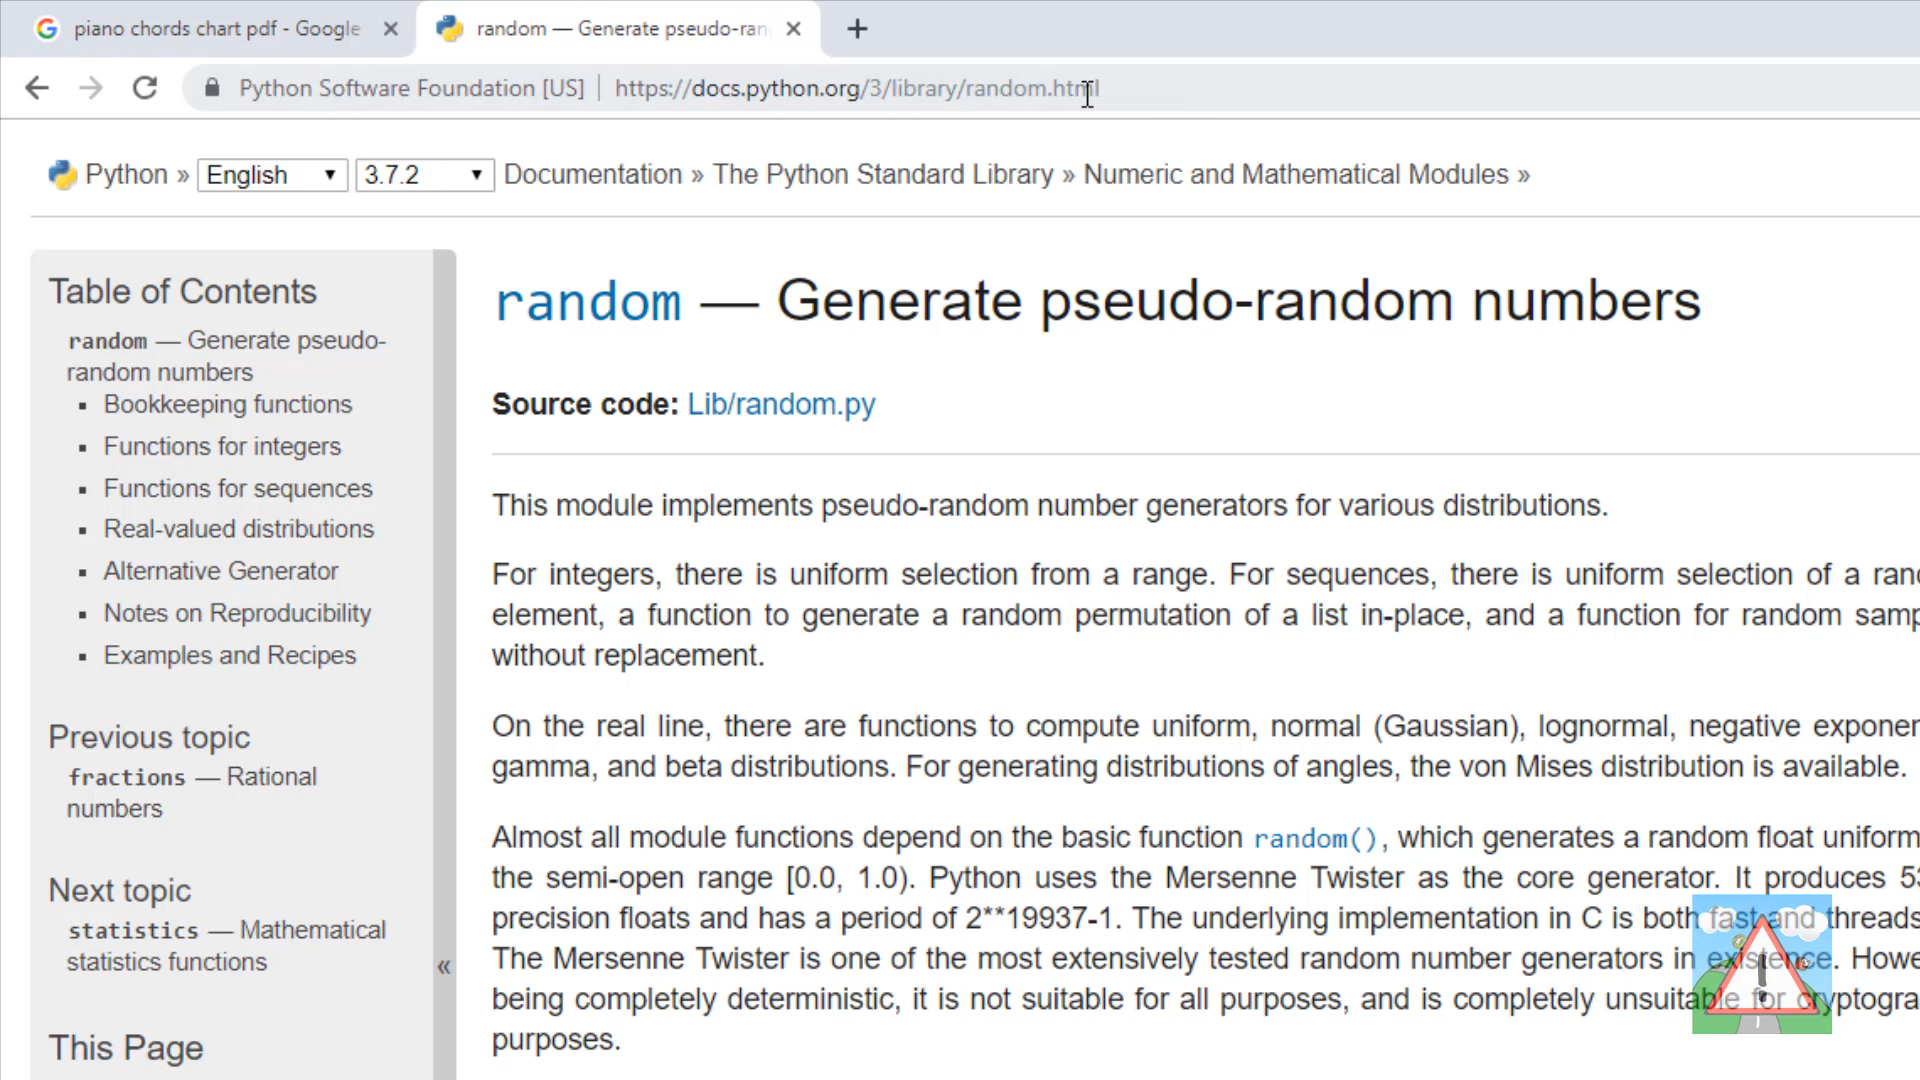 piano chords chart pdf - Google
random — Generate pseudo-ran
Python Software Foundation [US] | https://docs.python.org/3/library/random.html
Python » English 3.7.2 Documentation » The Python Standard Library » Numeric and Mathematical Modules »
Table of Contents
random — Generate pseudo-
random numbers
Bookkeeping functions
Functions for integers
Functions for sequences
Real-valued distributions
Alternative Generator
Notes on Reproducibility
Examples and Recipes
Previous topic
fractions — Rational
numbers
Next topic
statistics — Mathematical
statistics functions
«
This Page
random — Generate pseudo-random numbers
Source code: Lib/random.py
This module implements pseudo-random number generators for various distributions.
For integers, there is uniform selection from a range. For sequences, there is uniform selection of a
element, a function to generate a random permutation of a list in-place, and a function for random
without replacement.
On the real line, there are functions to compute uniform, normal (Gaussian), lognormal, negative
gamma, and beta distributions. For generating distributions of angles, the von Mises distribution is available.
Almost all module functions depend on the basic function random(), which generates a random float
the semi-open range [0.0, 1.0). Python uses the Mersenne Twister as the core generator. It produces
precision floats and has a period of 2**19937-1. The underlying implementation in C is both fast and
The Mersenne Twister is one of the most extensively tested random number generators in existence.
being completely deterministic, it is not suitable for all purposes, and is completely unsuitable for
purposes.